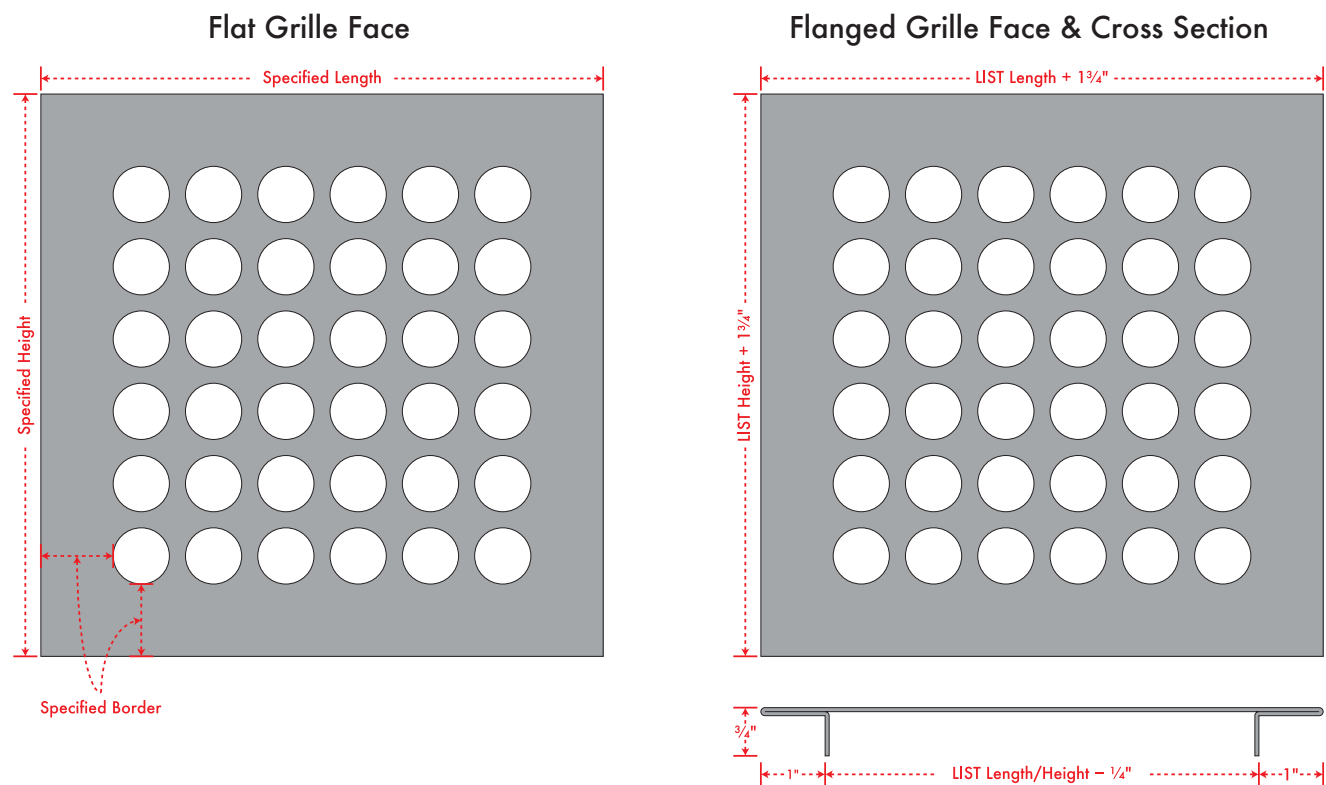 Flat Grille Face
Flanged Grille Face & Cross Section
Specified Length
LIST Length + 1¾"
Specified Height
LIST Height + 1¾"
Specified Border
¾"
1"
LIST Length/Height – ¼"
1"